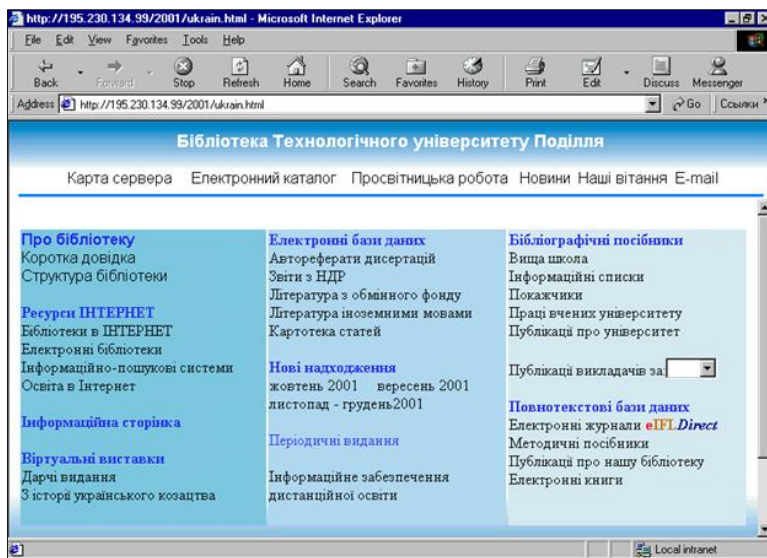 http://195.230.134.99/2001/ukrain.html - Microsoft Internet Explorer
File Edit View Favorites Tools Help
Back Forward Stop Refresh Home Search Favorites History Print Edit Discuss Messenger
Address http://195.230.134.99/2001/ukrain.html Go Ссылки
Бібліотека Технологічного університету Поділля
Карта сервера Електронний каталог Просвітницька робота Новини Наші вітання E-mail
Про бібліотеку
Коротка довідка
Структура бібліотеки
Ресурси ІНТЕРНЕТ
Бібліотеки в ІНТЕРНЕТ
Електронні бібліотеки
Інформаційно-пошукові системи
Освіта в Інтернет
Інформаційна сторінка
Віртуальні виставки
Дарчі видання
З історії українського козацтва
Електронні бази даних
Автореферати дисертацій
Звіти з НДР
Література з обмінного фонду
Література іноземними мовами
Картотека статей
Нові надходження
жовтень 2001 вересень 2001
листопад - грудень2001
Періодичні видання
Інформаційне забезпечення
дистанційної освіти
Бібліографічні посібники
Вища школа
Інформаційні списки
Покажчики
Праці вчених університету
Публікації про університет
Публікації викладачів за:
Повнотекстові бази даних
Електронні журнали eIFL Direct
Методичні посібники
Публікації про нашу бібліотеку
Електронні книги
Local intranet